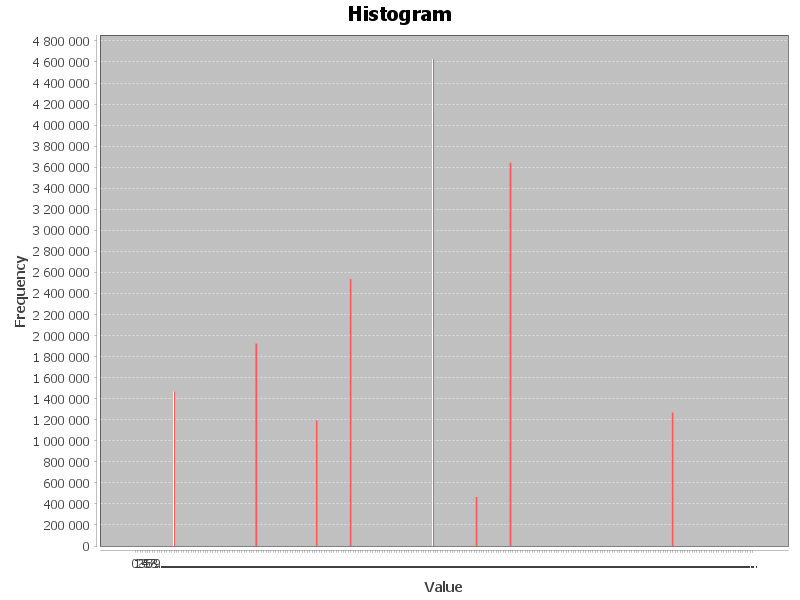 Histogram
4 800 000
4 600 000
4 400 000
4 200 000
4 000 000
3 800 000
3 600 000
3 400 000
3 200 000
3 000 000
2 800 000
2 600 000
2 400 000
2 200 000
2 000 000
1 800 000
1 600 000
1 400 000
1 200 000
1 000 000
800 000
600 000
400 000
200 000
0
Frequency
Value